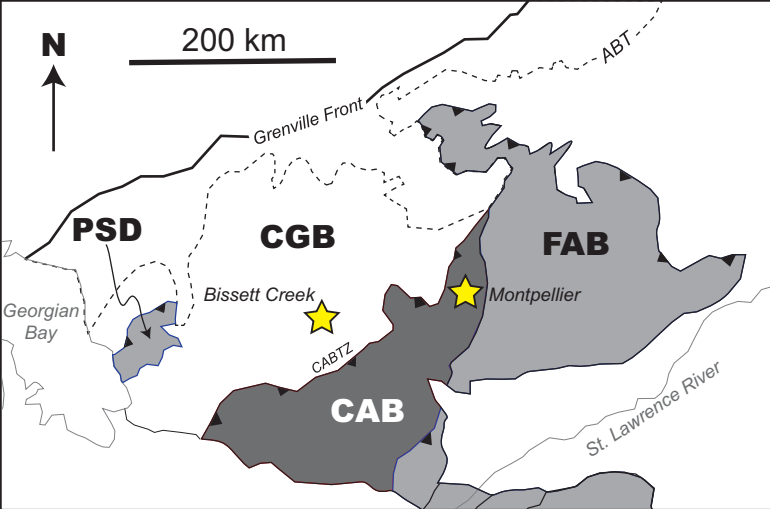 N
200 km
ABT
Grenville Front
PSD
CGB
FAB
Bissett Creek
Montpellier
Georgian
Bay
CABTZ
CAB
St. Lawrence River